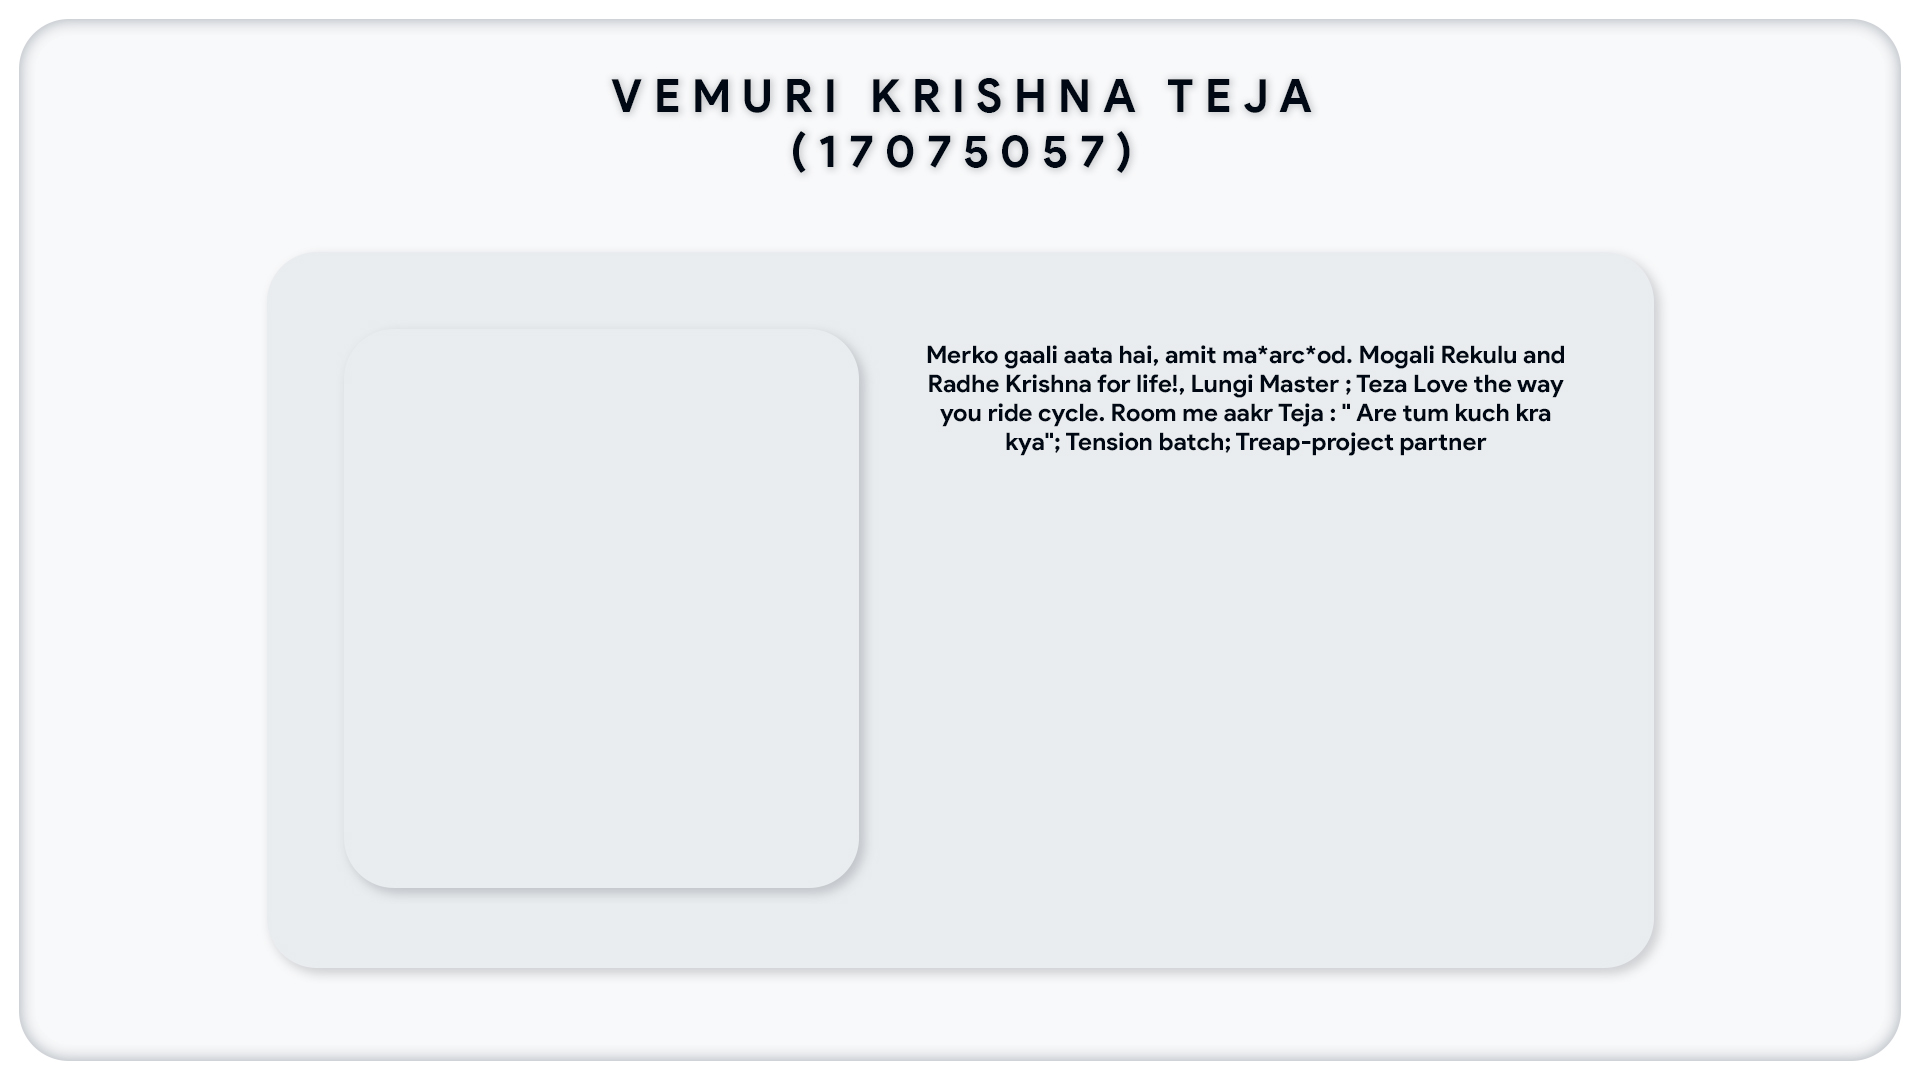 VEMURI KRISHNA TEJA
(17075057)
Merko gaali aata hai, amit ma*arc*od. Mogali Rekulu and
Radhe Krishna for life!, Lungi Master ; Teza Love the way
you ride cycle. Room me aakr Teja : " Are tum kuch kra
kya"; Tension batch; Treap-project partner